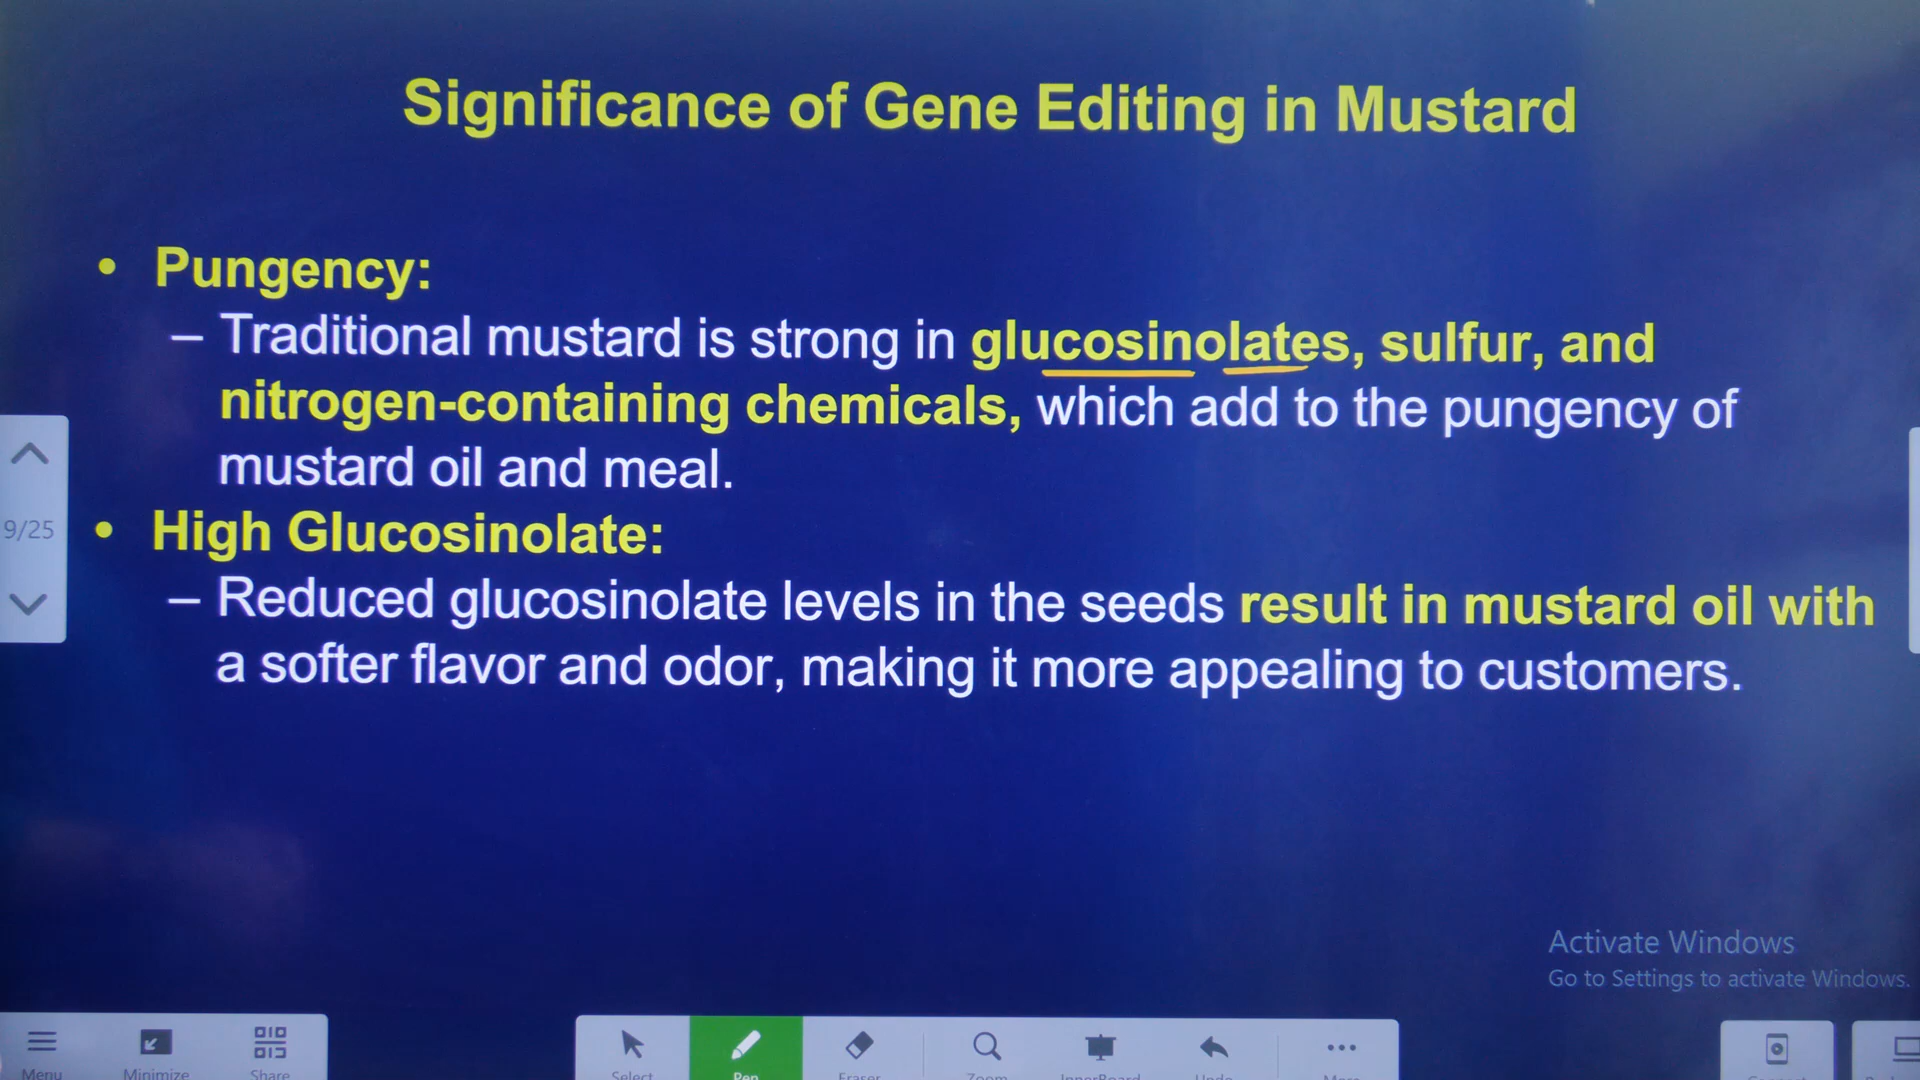 Significance of Gene Editing in Mustard
• Pungency:
– Traditional mustard is strong in glucosinolates, sulfur, and
nitrogen-containing chemicals, which add to the pungency of
mustard oil and meal.
• High Glucosinolate:
– Reduced glucosinolate levels in the seeds result in mustard oil with
a softer flavor and odor, making it more appealing to customers.
9/25
Activate Windows
Go to Settings to activate Windows.
Menu Minimize Share Select Pen Eraser Zoom InnerBoard Undo More